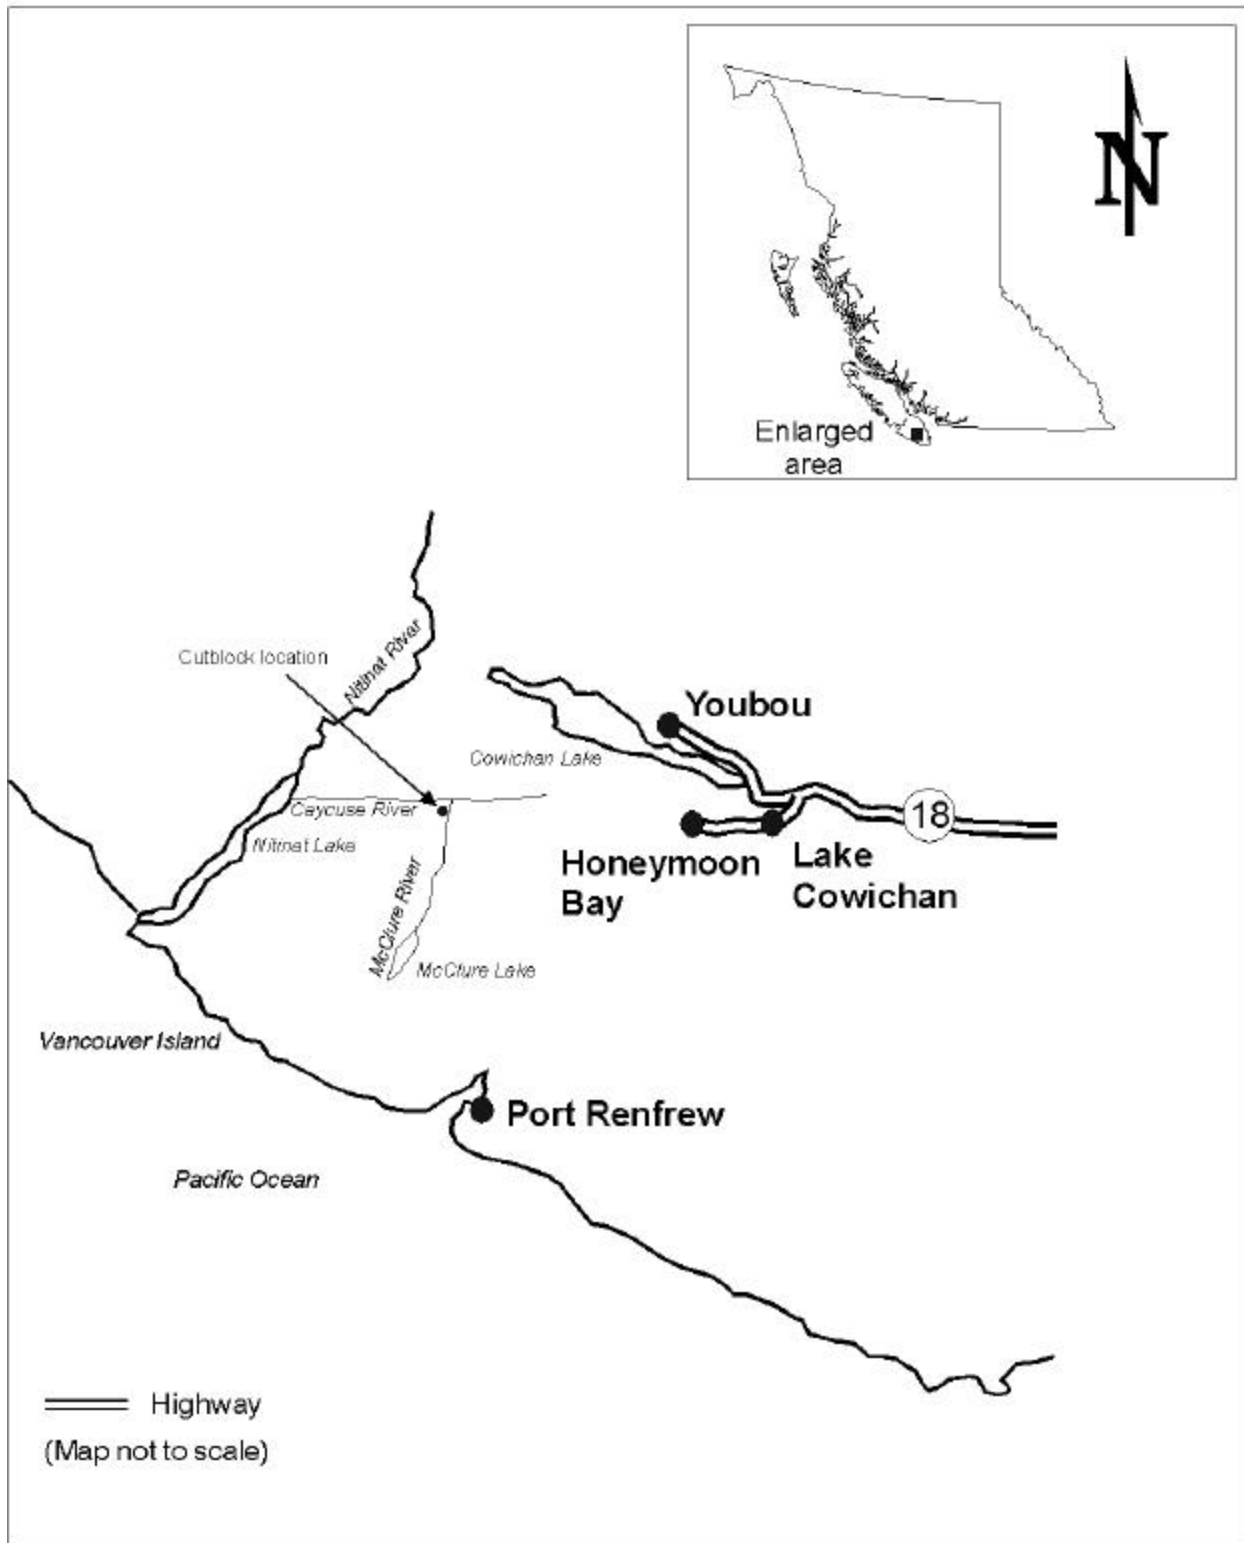 N
Enlarged
area
Cutblock location
Nitinat River
Youbou
Cowichan Lake
Caycuse River
18
Nitinat Lake
Honeymoon
Bay
Lake
Cowichan
McClure River
McClure Lake
Vancouver Island
Port Renfrew
Pacific Ocean
Highway
(Map not to scale)